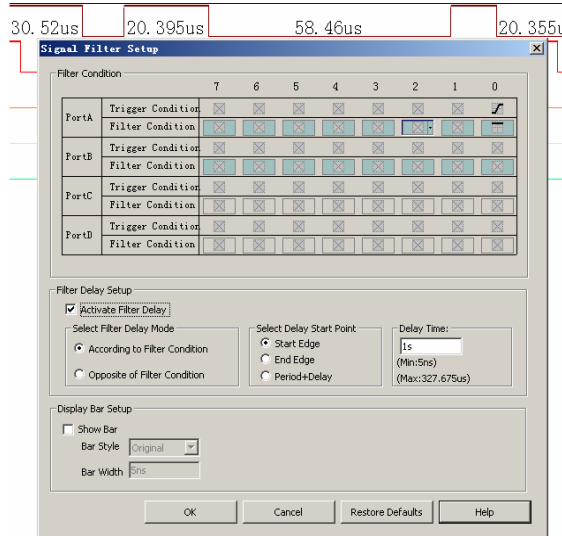 30.52us 20.395us 58.46us 20.355u
Signal Filter Setup
Filter Condition
7 6 5 4 3 2 1 0
PortA Trigger Condition
Filter Condition
PortB Trigger Condition
Filter Condition
PortC Trigger Condition
Filter Condition
PortD Trigger Condition
Filter Condition
Filter Delay Setup
Activate Filter Delay
Select Filter Delay Mode Select Delay Start Point Delay Time:
According to Filter Condition Start Edge 1s
End Edge (Min:5ns)
Opposite of Filter Condition Period+Delay (Max:327.675us)
Display Bar Setup
Show Bar
Bar Style Original
Bar Width 5ns
OK Cancel Restore Defaults Help